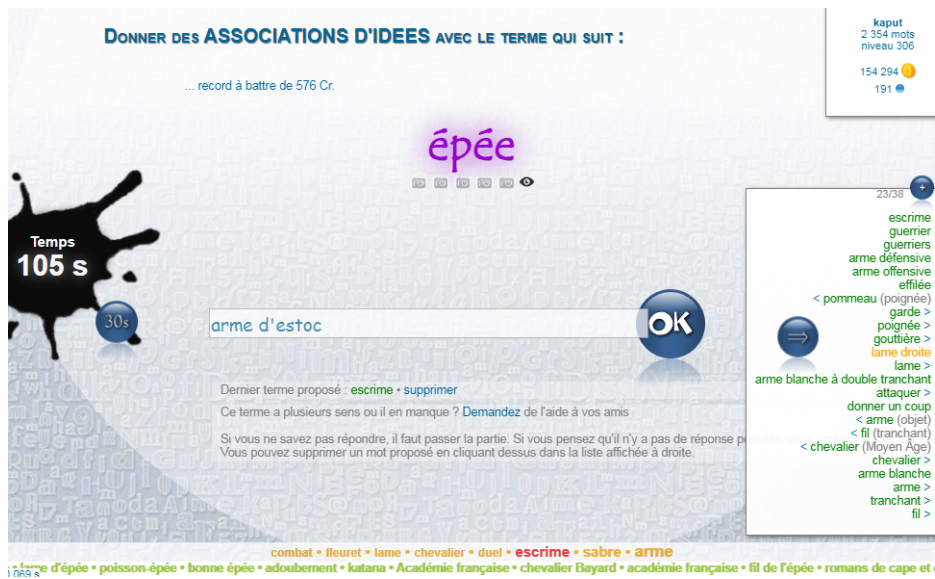 Donner des ASSOCIATIONS D'IDEES avec le terme qui suit :
... record à battre de 576 Cr.
kaput
2 354 mots
niveau 306
154 294
191
épée
Temps
105 s
30s
arme d'estoc
OK
Dernier terme proposé : escrime • supprimer
Ce terme a plusieurs sens ou il en manque ? Demandez de l'aide à vos amis
Si vous ne savez pas répondre, il faut passer la partie. Si vous pensez qu'il n'y a pas de réponse
Vous pouvez supprimer un mot proposé en cliquant dessus dans la liste affichée à droite.
23/38
+
escrime
guerrier
guerriers
arme défensive
arme offensive
effilée
< pommeau (poignée)
garde >
poignée >
gouttière >
lame droite
lame >
arme blanche à double tranchant
attaquer >
donner un coup
< arme (objet)
< fil (tranchant)
< chevalier (Moyen Âge)
chevalier >
arme blanche
arme >
tranchant >
fil >
combat • fleuret • lame • chevalier • duel • escrime • sabre • arme
d'épée • poisson-épée • bonne épée • adoubement • katana • Académie française • chevalier Bayard • académie française • fil de l'épée • romans de cape et